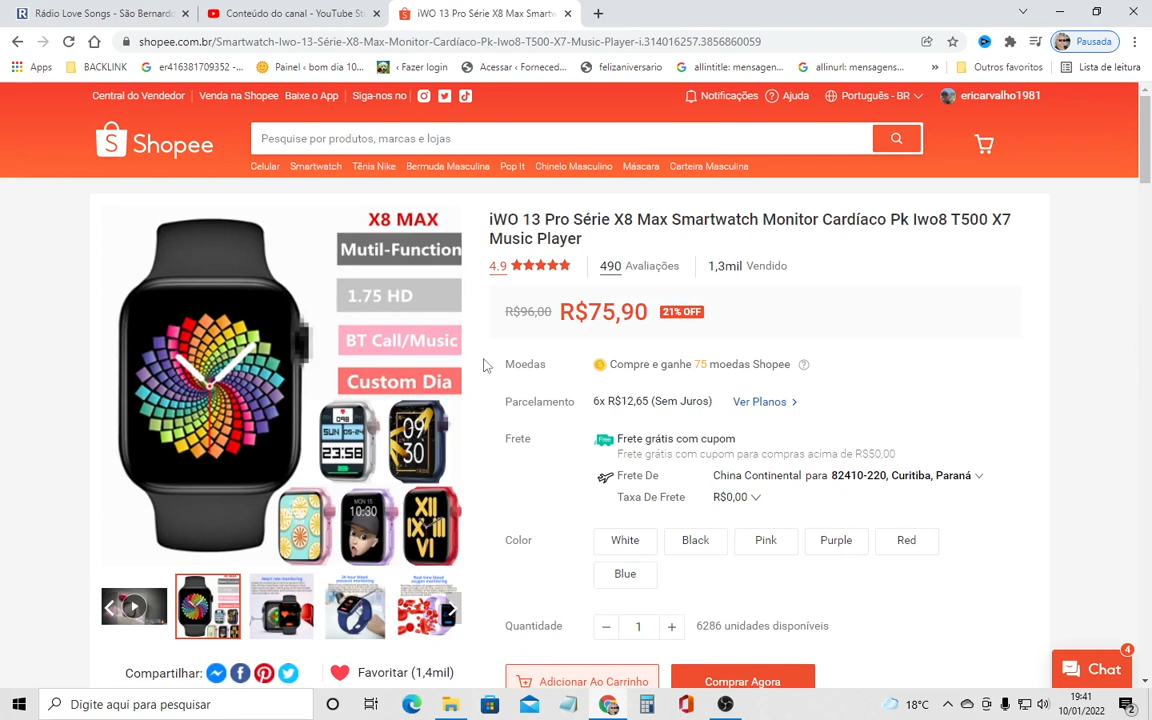 Rádio Love Songs - São Bernardo
Conteúdo do canal - YouTube St
iWO 13 Pro Série X8 Max Smartw
shopee.com.br/Smartwatch-Iwo-13-Série-X8-Max-Monitor-Cardíaco-Pk-Iwo8-T500-X7-Music-Player-i.314016257.3856860059
Pausada
Apps
BACKLINK
er416381709352 -...
Painel ‹ bom dia 10...
‹ Fazer login
Acessar ‹ Forneced...
felizaniversario
allintitle: mensagen...
allinurl: mensagens...
»
Outros favoritos
Lista de leitura
Central do Vendedor
Venda na Shopee
Baixe o App
Siga-nos no
Notificações
Ajuda
Português - BR
ericarvalho1981
Shopee
Pesquise por produtos, marcas e lojas
Celular
Smartwatch
Tênis Nike
Bermuda Masculina
Pop It
Chinelo Masculino
Máscara
Carteira Masculina
X8 MAX
Mutil-Function
1.75 HD
BT Call/Music
Custom Dia
iWO 13 Pro Série X8 Max Smartwatch Monitor Cardíaco Pk Iwo8 T500 X7
Music Player
4.9
490 Avaliações
1,3mil Vendido
R$96,00 R$75,90 21% OFF
Moedas
Compre e ganhe 75 moedas Shopee
Parcelamento
6x R$12,65 (Sem Juros)
Ver Planos
Frete
Frete grátis com cupom
Frete grátis com cupom para compras acima de R$50,00
Frete De
China Continental para 82410-220, Curitiba, Paraná
Taxa De Frete
R$0,00
Color
White
Black
Pink
Purple
Red
Blue
Quantidade
1
6286 unidades disponíveis
Compartilhar:
Favoritar (1,4mil)
Adicionar Ao Carrinho
Comprar Agora
4
Chat
Digite aqui para pesquisar
18°C
19:41
10/01/2022
2